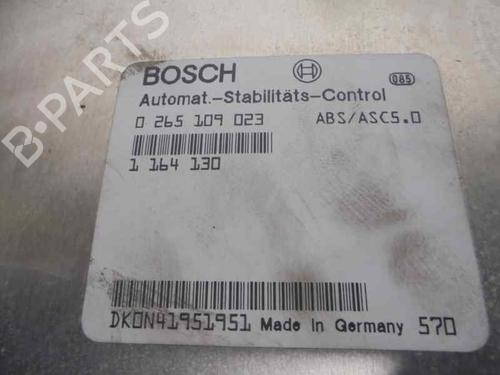 BOSCH
085
Automat.-Stabilitäts-Control
0 265 109 023 ABS/ASC5.0
1 164 130
DK0N41951951 Made in Germany 570
B-PARTS